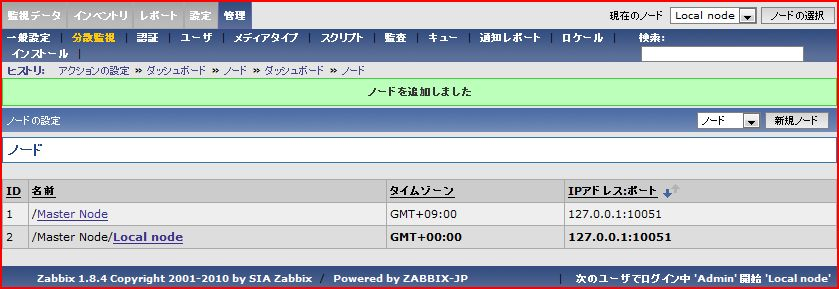 監視データ インベントリ レポート 設定 管理 現在のノード Local node ノードの選択
一般設定 | 分散監視 | 認証 | ユーザ | メディアタイプ | スクリプト | 監査 | キュー | 通知レポート | ロケール | 検索:
インストール |
ヒストリ: アクションの設定 » ダッシュボード » ノード » ダッシュボード » ノード
ノードを追加しました
ノードの設定 ノード 新規ノード
ノード
ID 名前 タイムゾーン IPアドレス:ポート
1 /Master Node GMT+09:00 127.0.0.1:10051
2 /Master Node/Local node GMT+00:00 127.0.0.1:10051
Zabbix 1.8.4 Copyright 2001-2010 by SIA Zabbix / Powered by ZABBIX-JP | 次のユーザでログイン中 'Admin' 開始 'Local node'